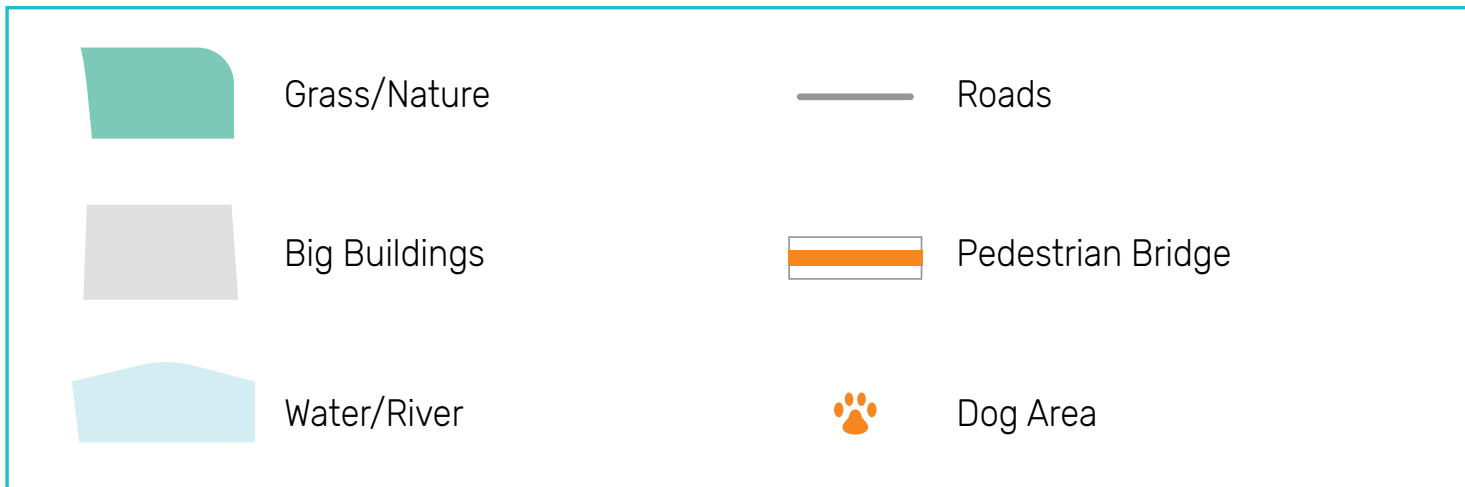 Grass/Nature
Roads
Big Buildings
Pedestrian Bridge
Water/River
Dog Area